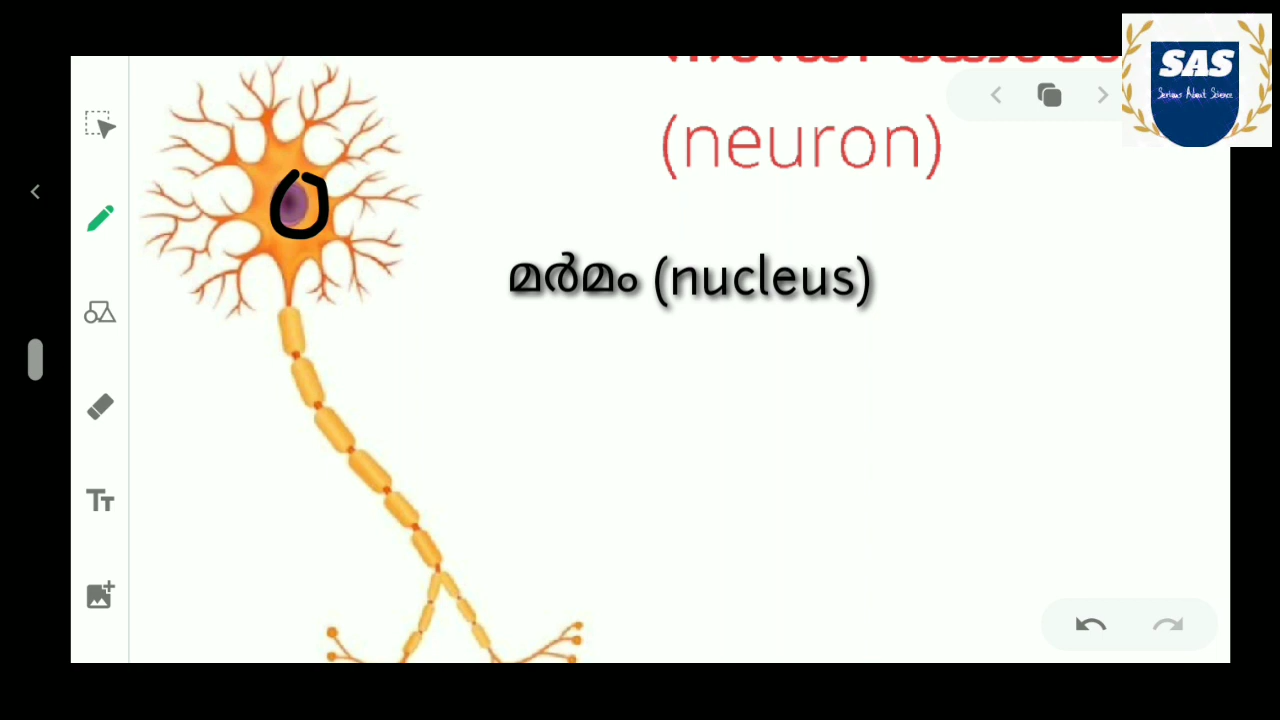 (neuron)
മർമം (nucleus)
SAS
Serious About Science